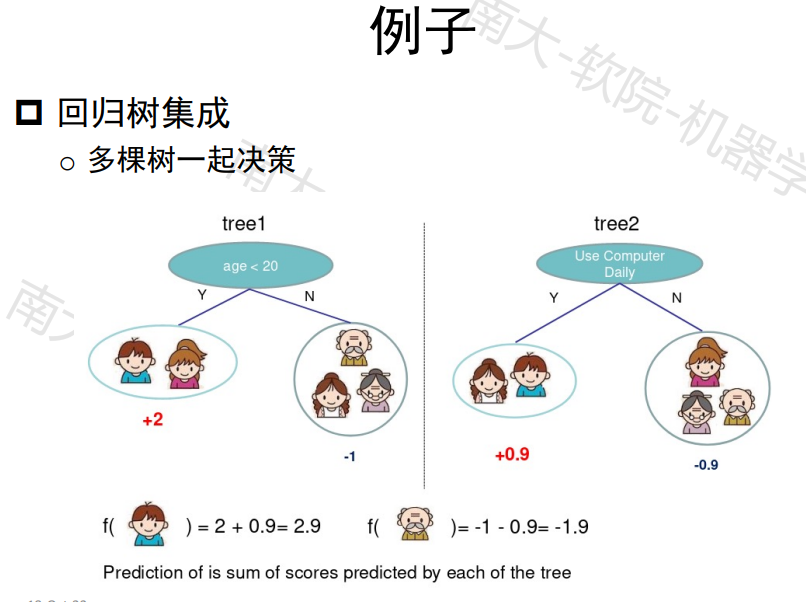 例子
南大-软院-机器学
回归树集成
多棵树一起决策
南大
tree1
tree2
age < 20
Use Computer
Daily
Y
N
Y
N
+2
-1
+0.9
-0.9
f( ) = 2 + 0.9= 2.9
f( )= -1 - 0.9= -1.9
Prediction of is sum of scores predicted by each of the tree